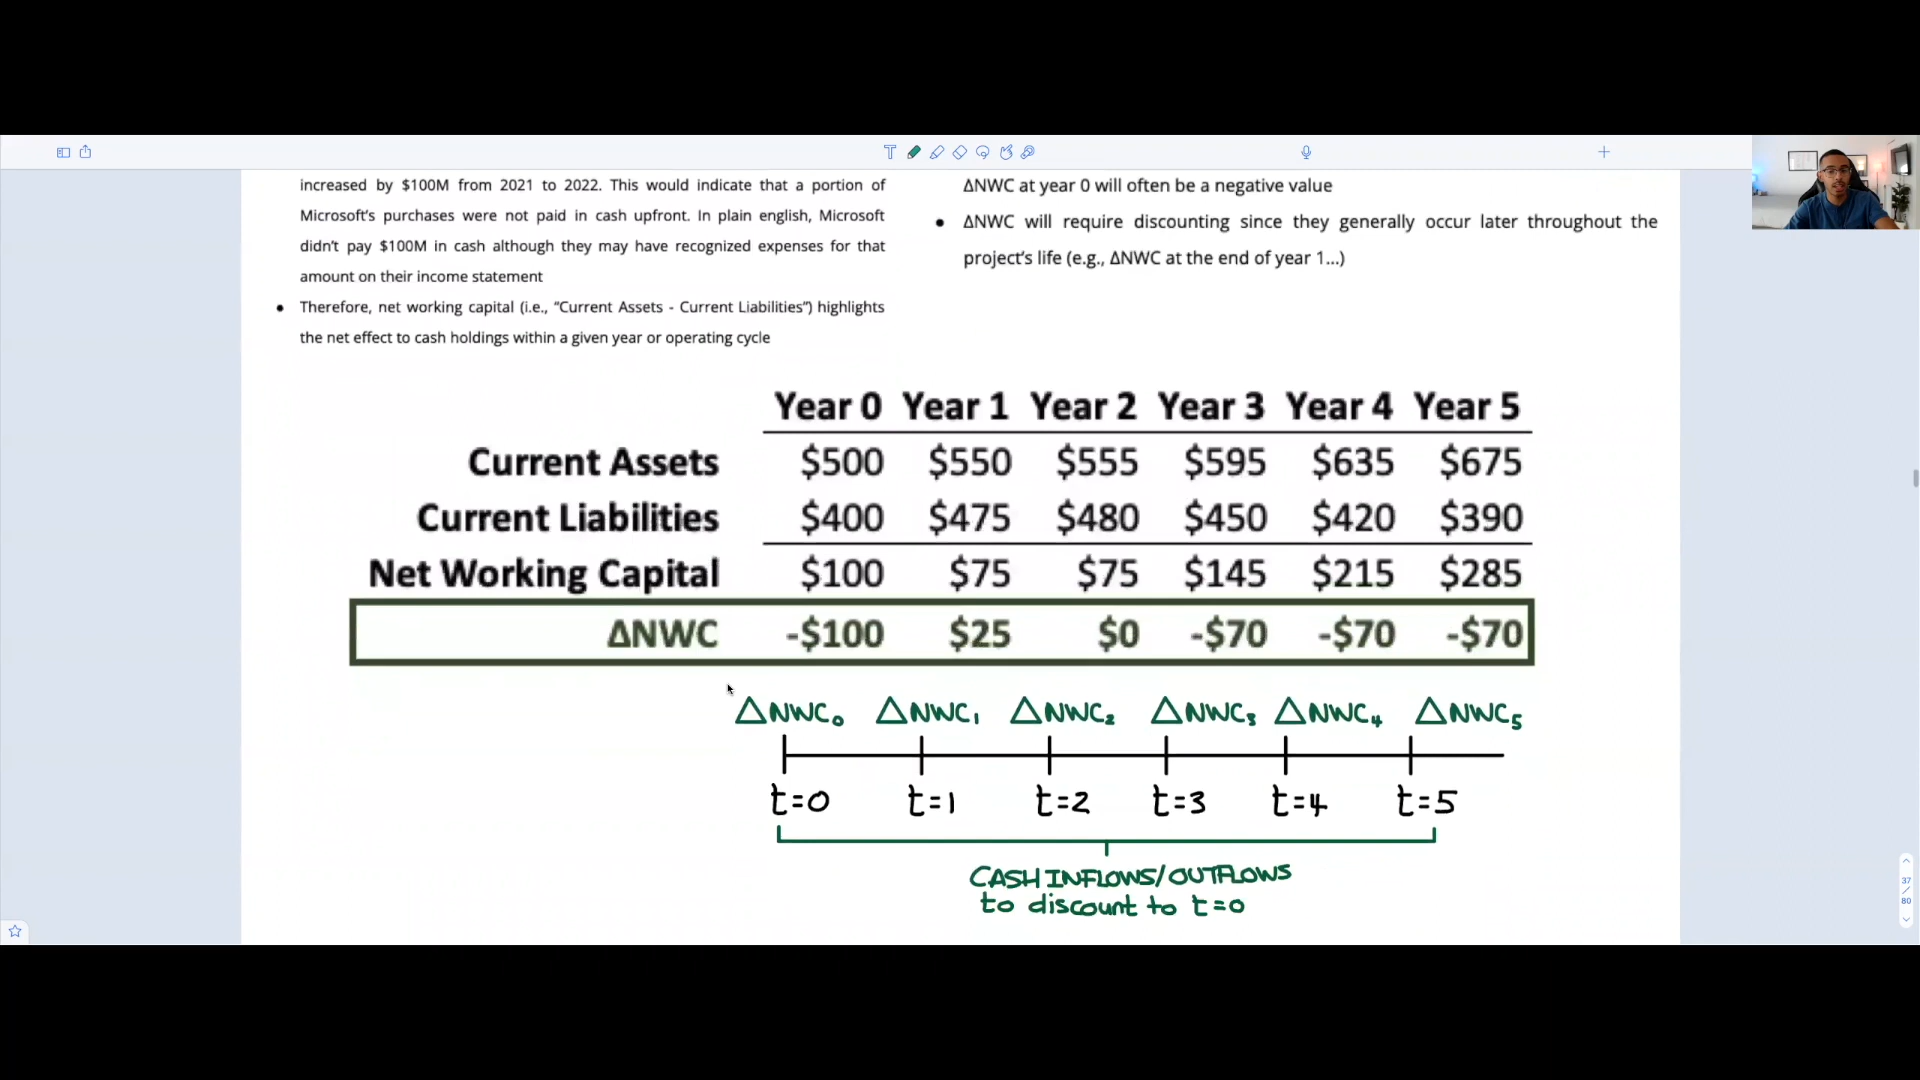 increased by $100M from 2021 to 2022. This would indicate that a portion of
Microsoft's purchases were not paid in cash upfront. In plain english, Microsoft
didn't pay $100M in cash although they may have recognized expenses for that
amount on their income statement
• Therefore, net working capital (i.e., “Current Assets - Current Liabilities”) highlights
the net effect to cash holdings within a given year or operating cycle
ΔNWC at year 0 will often be a negative value
• ΔNWC will require discounting since they generally occur later throughout the
project's life (e.g., ΔNWC at the end of year 1...)
Year 0 Year 1 Year 2 Year 3 Year 4 Year 5
Current Assets $500 $550 $555 $595 $635 $675
Current Liabilities $400 $475 $480 $450 $420 $390
Net Working Capital $100 $75 $75 $145 $215 $285
ΔNWC -$100 $25 $0 -$70 -$70 -$70
ΔNWC₀ ΔNWC₁ ΔNWC₂ ΔNWC₃ ΔNWC₄ ΔNWC₅
t=0 t=1 t=2 t=3 t=4 t=5
CASH INFLOWS/OUTFLOWS
to discount to t=0
37
/
80